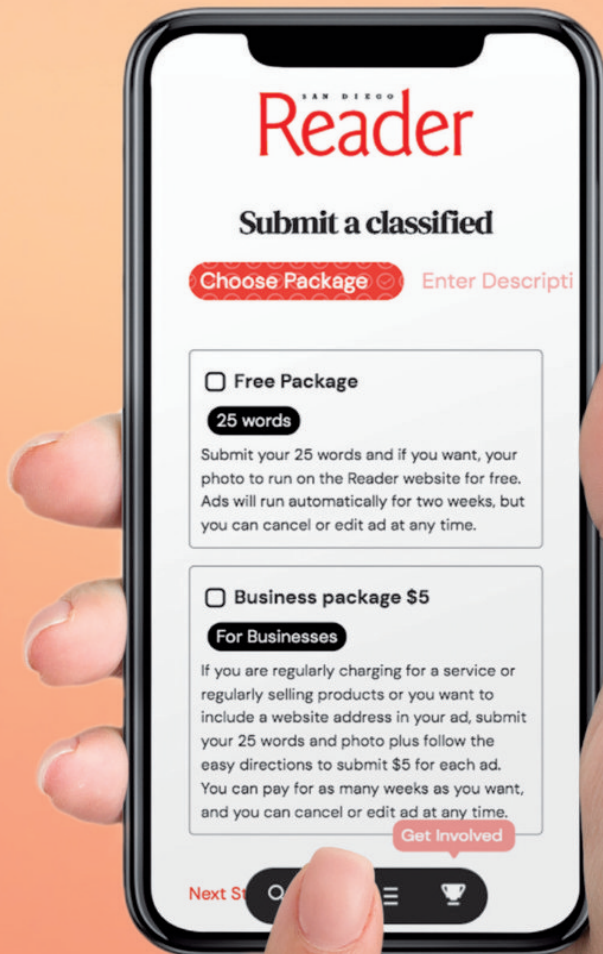 SAN DIEGO
Reader
Submit a classified
Choose Package Enter Descripti
Free Package
25 words
Submit your 25 words and if you want, your
photo to run on the Reader website for free.
Ads will run automatically for two weeks, but
you can cancel or edit ad at any time.
Business package $5
For Businesses
If you are regularly charging for a service or
regularly selling products or you want to
include a website address in your ad, submit
your 25 words and photo plus follow the
easy directions to submit $5 for each ad.
You can pay for as many weeks as you want,
and you can cancel or edit ad at any time.
Get Involved
Next St